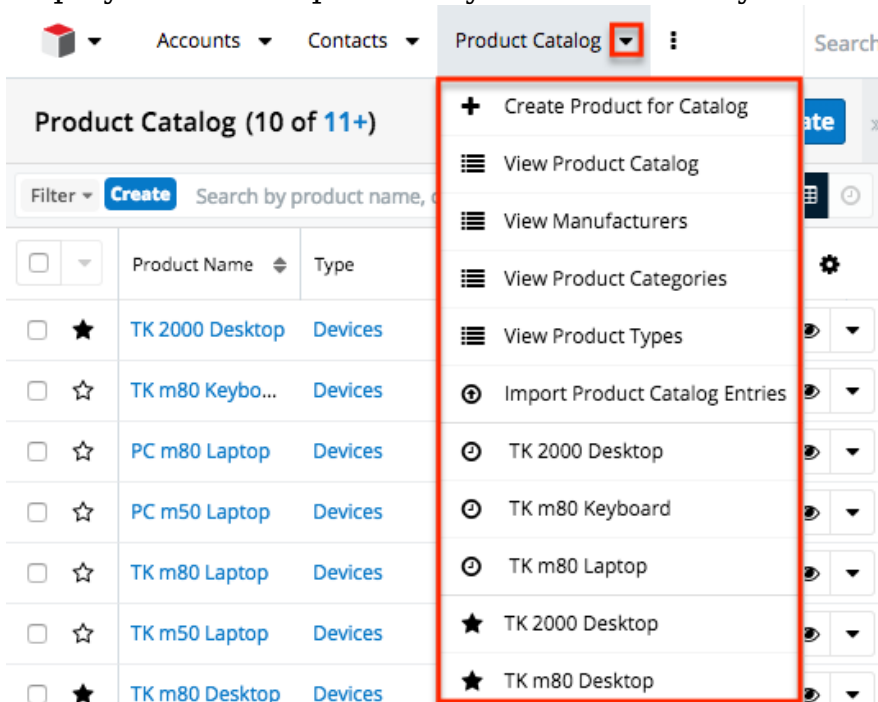 Accounts Contacts Product Catalog Search
Product Catalog (10 of 11+)
Filter Create Search by product name,
Product Name Type
TK 2000 Desktop Devices
TK m80 Keybo... Devices
PC m80 Laptop Devices
PC m50 Laptop Devices
TK m80 Laptop Devices
TK m50 Laptop Devices
TK m80 Desktop Devices
Create Product for Catalog
View Product Catalog
View Manufacturers
View Product Categories
View Product Types
Import Product Catalog Entries
TK 2000 Desktop
TK m80 Keyboard
TK m80 Laptop
TK 2000 Desktop
TK m80 Desktop